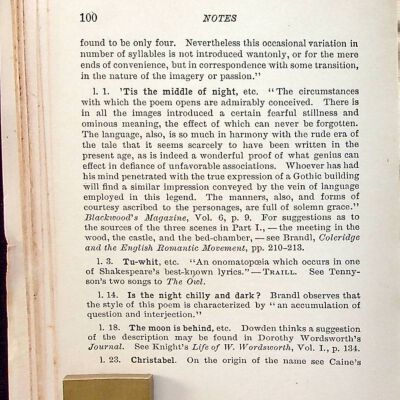 100 NOTES
found to be only four. Nevertheless this occasional variation in
number of syllables is not introduced wantonly, or for the mere
ends of convenience, but in correspondence with some transition,
in the nature of the imagery or passion."
l. 1. 'Tis the middle of night, etc. "The circumstances
with which the poem opens are admirably conceived. There is
in all the images introduced a certain fearful stillness and
ominous meaning, the effect of which can never be forgotten.
The language, also, is so much in harmony with the rude era of
the tale that it seems scarcely to have been written in the
present age, as is indeed a wonderful proof of what genius can
effect in defiance of unfavorable associations. Whoever has had
his mind penetrated with the true expression of a Gothic building
will find a similar impression conveyed by the vein of language
employed in this legend. The manners, also, and forms of
courtesy ascribed to the personages, are full of solemn grace."
Blackwood's Magazine, Vol. 6, p. 9. For suggestions as to
the sources of the three scenes in Part I., — the meeting in the
wood, the castle, and the bed-chamber, — see Brandl, Coleridge
and the English Romantic Movement, pp. 210–213.
l. 3. Tu-whit, etc. "An onomatopœia which occurs in one
of Shakespeare's best-known lyrics." — TRAILL. See Tenny-
son's two songs to The Owl.
l. 14. Is the night chilly and dark? Brandl observes that
the style of this poem is characterized by "an accumulation of
question and interjection."
l. 18. The moon is behind, etc. Dowden thinks a suggestion
of the description may be found in Dorothy Wordsworth's
Journal. See Knight's Life of W. Wordsworth, Vol. I., p. 134.
l. 23. Christabel. On the origin of the name see Caine's